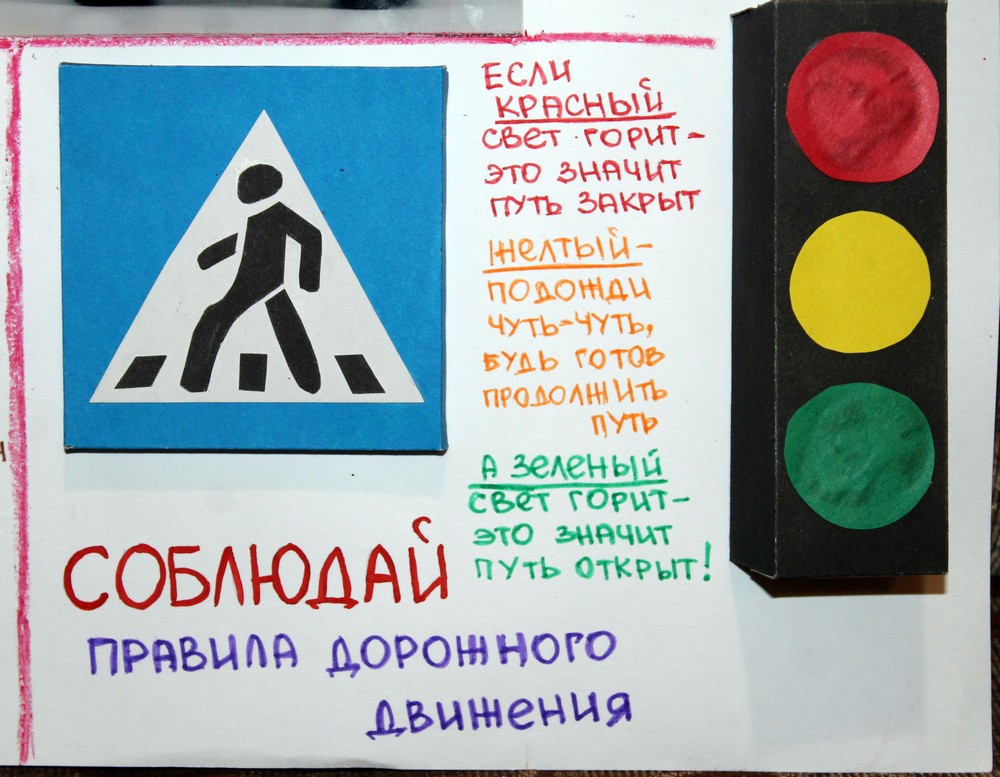 ЕСЛИ
КРАСНЫЙ
СВЕТ ГОРИТ-
ЭТО ЗНАЧИТ
ПУТЬ ЗАКРЫТ
ЖЕЛТЫЙ-
ПОДОЖДИ
ЧУТЬ-ЧУТЬ,
БУДЬ ГОТОВ
ПРОДОЛЖИТЬ
ПУТЬ
А ЗЕЛЕНЫЙ
СВЕТ ГОРИТ-
ЭТО ЗНАЧИТ
ПУТЬ ОТКРЫТ!
СОБЛЮДАЙ
ПРАВИЛА ДОРОЖНОГО
ДВИЖЕНИЯ